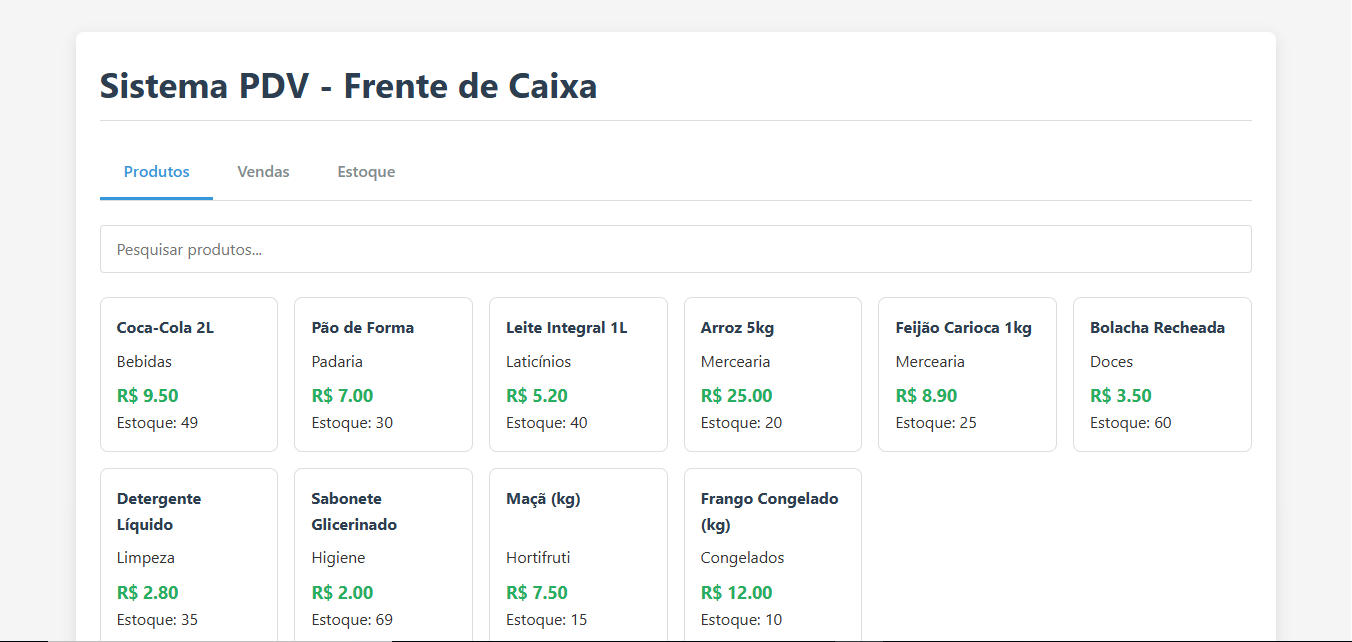 Sistema PDV - Frente de Caixa
Produtos
Vendas
Estoque
Pesquisar produtos...
Coca-Cola 2L
Bebidas
R$ 9.50
Estoque: 49
Pão de Forma
Padaria
R$ 7.00
Estoque: 30
Leite Integral 1L
Laticínios
R$ 5.20
Estoque: 40
Arroz 5kg
Mercearia
R$ 25.00
Estoque: 20
Feijão Carioca 1kg
Mercearia
R$ 8.90
Estoque: 25
Bolacha Recheada
Doces
R$ 3.50
Estoque: 60
Detergente
Líquido
Limpeza
R$ 2.80
Estoque: 35
Sabonete
Glicerinado
Higiene
R$ 2.00
Estoque: 69
Maçã (kg)
Hortifruti
R$ 7.50
Estoque: 15
Frango Congelado
(kg)
Congelados
R$ 12.00
Estoque: 10